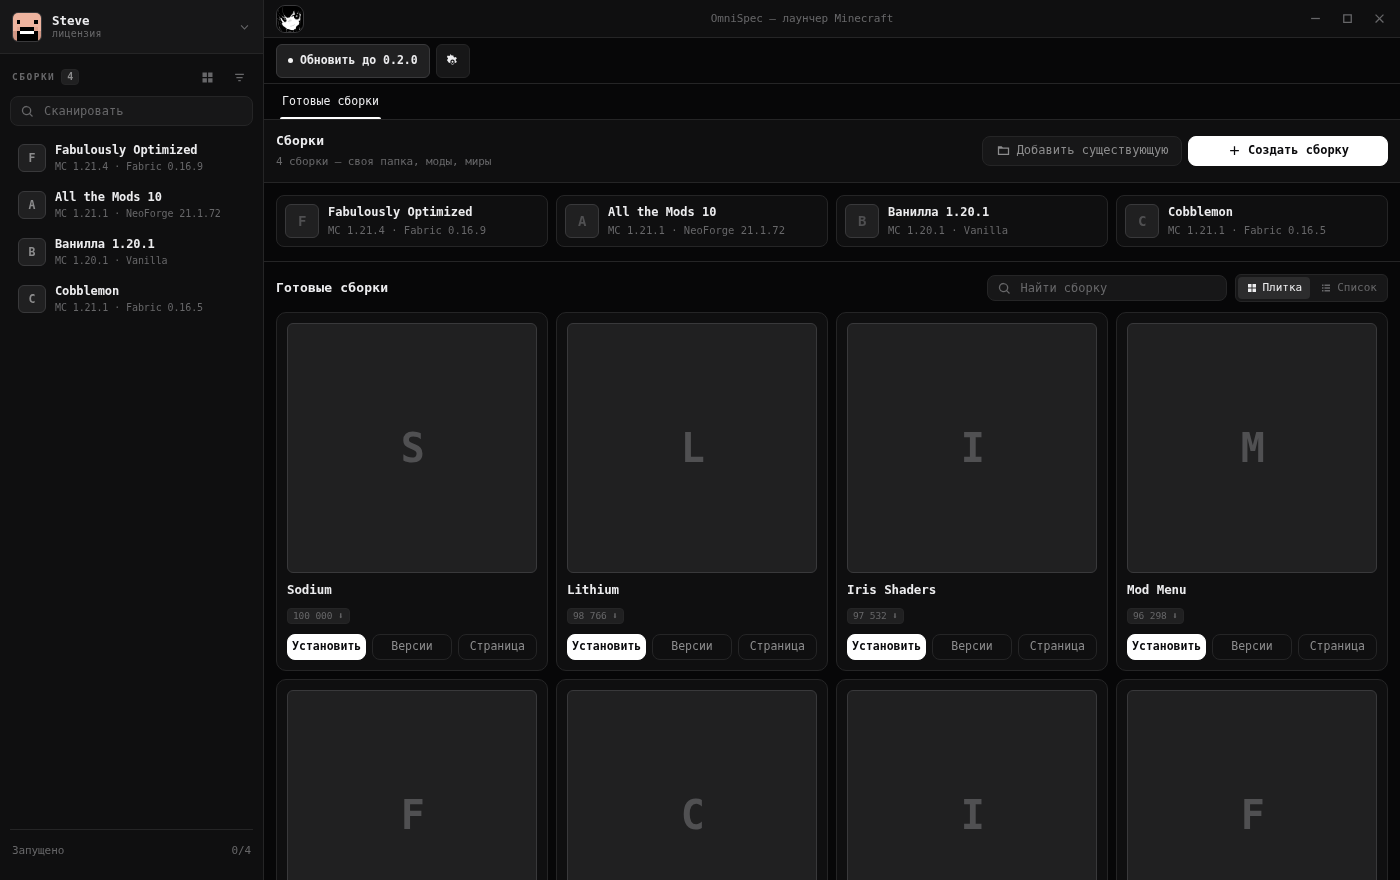 Steve
лицензия
OmniSpec — лаунчер Minecraft
Обновить до 0.2.0
СБОРКИ 4
Сканировать
Fabulously Optimized
MC 1.21.4 · Fabric 0.16.9
All the Mods 10
MC 1.21.1 · NeoForge 21.1.72
Ванилла 1.20.1
MC 1.20.1 · Vanilla
Cobblemon
MC 1.21.1 · Fabric 0.16.5
F
A
В
C
Запущено 0/4
Готовые сборки
Сборки
4 сборки — своя папка, моды, миры
Добавить существующую
Создать сборку
F
Fabulously Optimized
MC 1.21.4 · Fabric 0.16.9
A
All the Mods 10
MC 1.21.1 · NeoForge 21.1.72
В
Ванилла 1.20.1
MC 1.20.1 · Vanilla
C
Cobblemon
MC 1.21.1 · Fabric 0.16.5
Готовые сборки
Найти сборку
Плитка
Список
S
L
I
M
Sodium
100 000
Установить Версии Страница
Lithium
98 766
Установить Версии Страница
Iris Shaders
97 532
Установить Версии Страница
Mod Menu
96 298
Установить Версии Страница
F
C
I
F